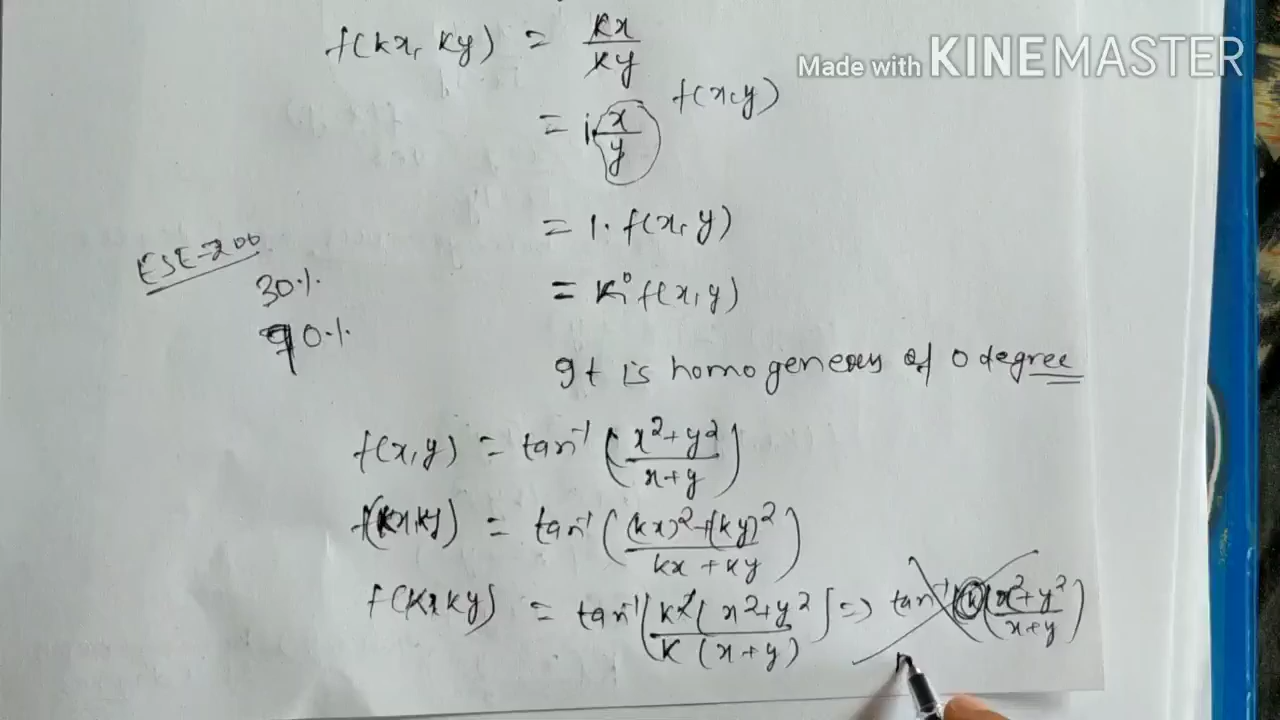 f(kx, ky) = kx/ky
Made with KINEMASTER
f(x,y)
= 1. x/y
= 1. f(x, y)
= K⁰ f(x, y)
ESE-200
30%
90%
It is homogeneous of 0 degree
f(x,y) = tan⁻¹ (x²+y²/x+y)
f(kx,ky) = tan⁻¹ ((kx)²+(ky)²/kx+ky)
f(kx ky) = tan⁻¹ [k²(x²+y²/k (x+y)] => tan⁻¹ (k(x²+y²/x+y)